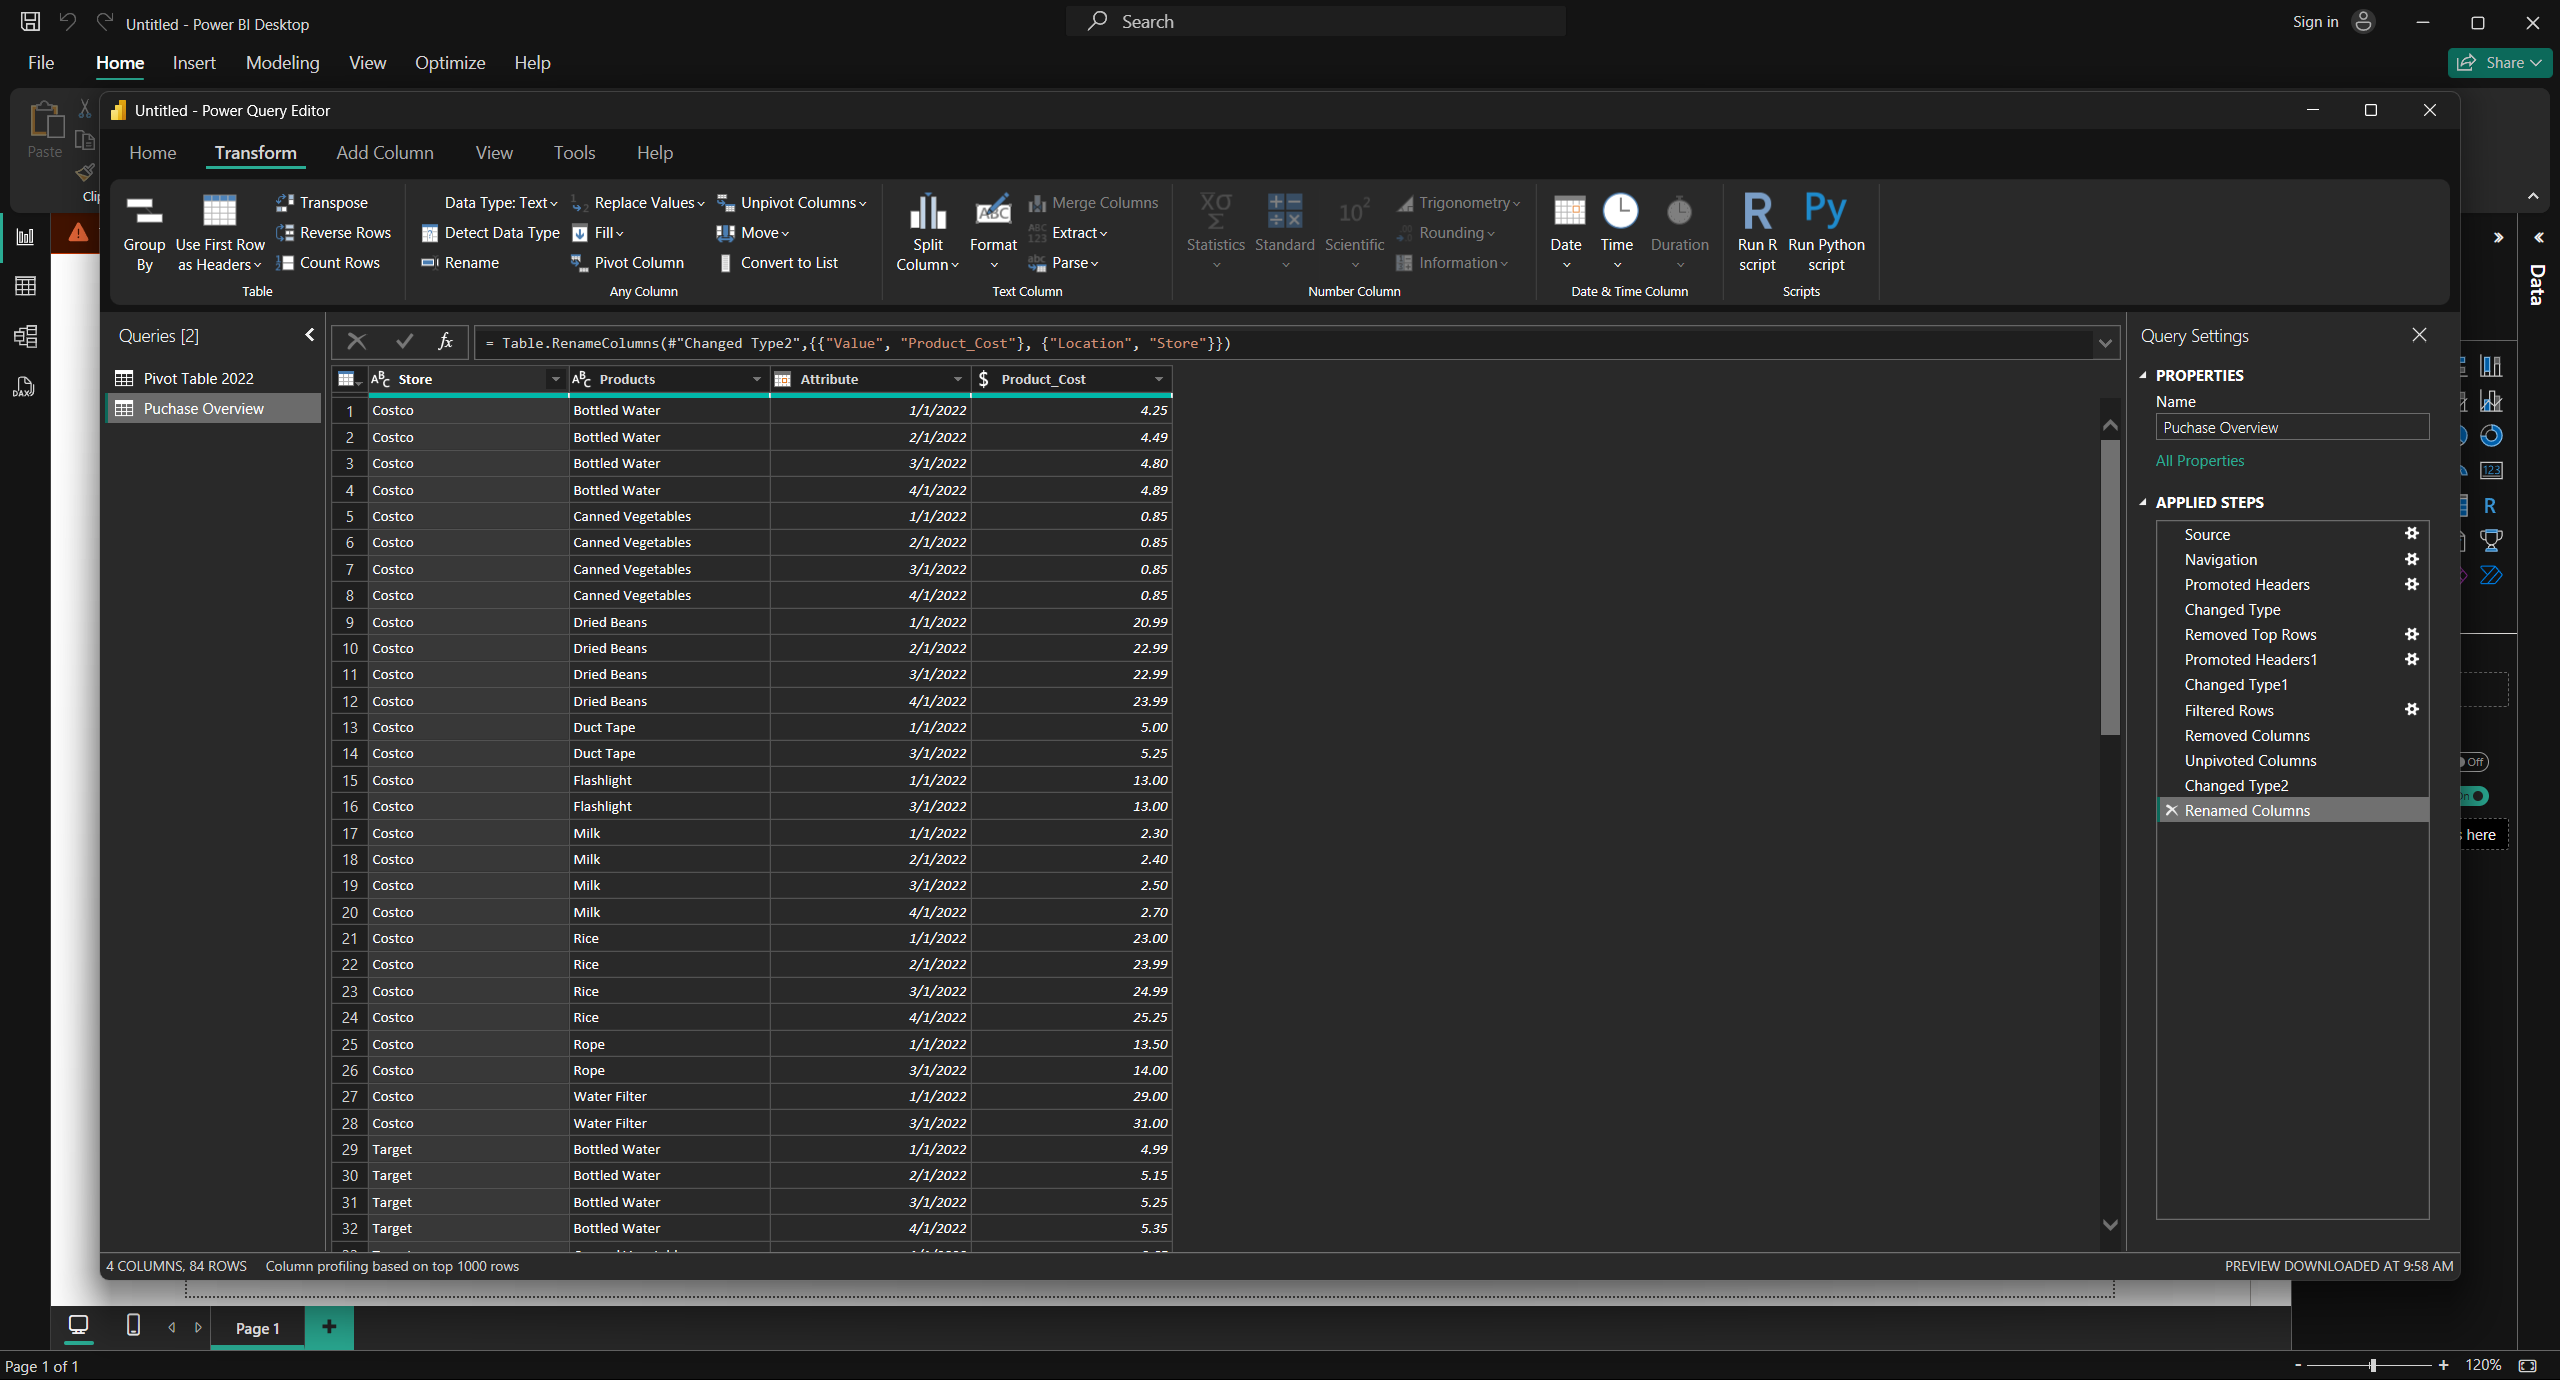 Untitled - Power BI Desktop
Search
Sign in
File Home Insert Modeling View Optimize Help
Share
Paste
Untitled - Power Query Editor
Home Transform Add Column View Tools Help
Group By
Use First Row as Headers
Transpose
Reverse Rows
Count Rows
Table
Data Type: Text
Detect Data Type
Rename
Replace Values
Fill
Pivot Column
Unpivot Columns
Move
Convert to List
Any Column
Split Column
Format
Merge Columns
Extract
Parse
Text Column
Statistics
Standard
Scientific
Trigonometry
Rounding
Information
Number Column
Date
Time
Duration
Date & Time Column
Run R script
Run Python script
Scripts
Data
Queries [2]
Pivot Table 2022
Puchase Overview
= Table.RenameColumns(#"Changed Type2",{{"Value", "Product_Cost"}, {"Location", "Store"}})
Store Products Attribute Product_Cost
1 Costco Bottled Water 1/1/2022 4.25
2 Costco Bottled Water 2/1/2022 4.49
3 Costco Bottled Water 3/1/2022 4.80
4 Costco Bottled Water 4/1/2022 4.89
5 Costco Canned Vegetables 1/1/2022 0.85
6 Costco Canned Vegetables 2/1/2022 0.85
7 Costco Canned Vegetables 3/1/2022 0.85
8 Costco Canned Vegetables 4/1/2022 0.85
9 Costco Dried Beans 1/1/2022 20.99
10 Costco Dried Beans 2/1/2022 22.99
11 Costco Dried Beans 3/1/2022 22.99
12 Costco Dried Beans 4/1/2022 23.99
13 Costco Duct Tape 1/1/2022 5.00
14 Costco Duct Tape 3/1/2022 5.25
15 Costco Flashlight 1/1/2022 13.00
16 Costco Flashlight 3/1/2022 13.00
17 Costco Milk 1/1/2022 2.30
18 Costco Milk 2/1/2022 2.40
19 Costco Milk 3/1/2022 2.50
20 Costco Milk 4/1/2022 2.70
21 Costco Rice 1/1/2022 23.00
22 Costco Rice 2/1/2022 23.99
23 Costco Rice 3/1/2022 24.99
24 Costco Rice 4/1/2022 25.25
25 Costco Rope 1/1/2022 13.50
26 Costco Rope 3/1/2022 14.00
27 Costco Water Filter 1/1/2022 29.00
28 Costco Water Filter 3/1/2022 31.00
29 Target Bottled Water 1/1/2022 4.99
30 Target Bottled Water 2/1/2022 5.15
31 Target Bottled Water 3/1/2022 5.25
32 Target Bottled Water 4/1/2022 5.35
Query Settings
PROPERTIES
Name
Puchase Overview
All Properties
APPLIED STEPS
Source
Navigation
Promoted Headers
Changed Type
Removed Top Rows
Promoted Headers1
Changed Type1
Filtered Rows
Removed Columns
Unpivoted Columns
Changed Type2
Renamed Columns
Off
here
4 COLUMNS, 84 ROWS Column profiling based on top 1000 rows
PREVIEW DOWNLOADED AT 9:58 AM
Page 1
Page 1 of 1
120%